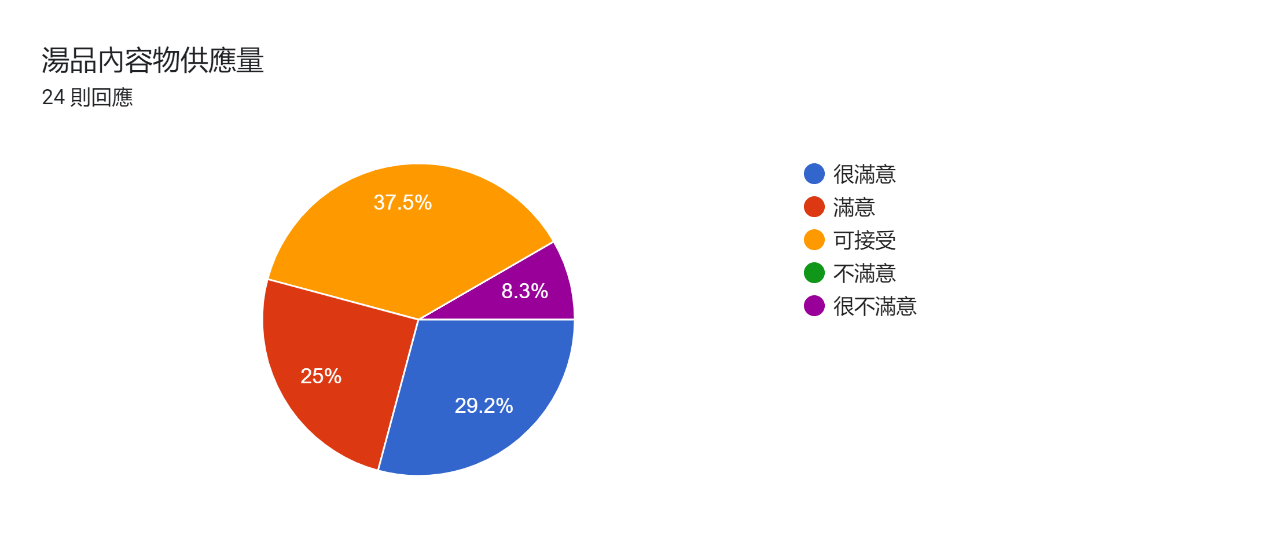 湯品內容物供應量
24 則回應
37.5%
8.3%
25%
29.2%
很滿意
滿意
可接受
不滿意
很不滿意